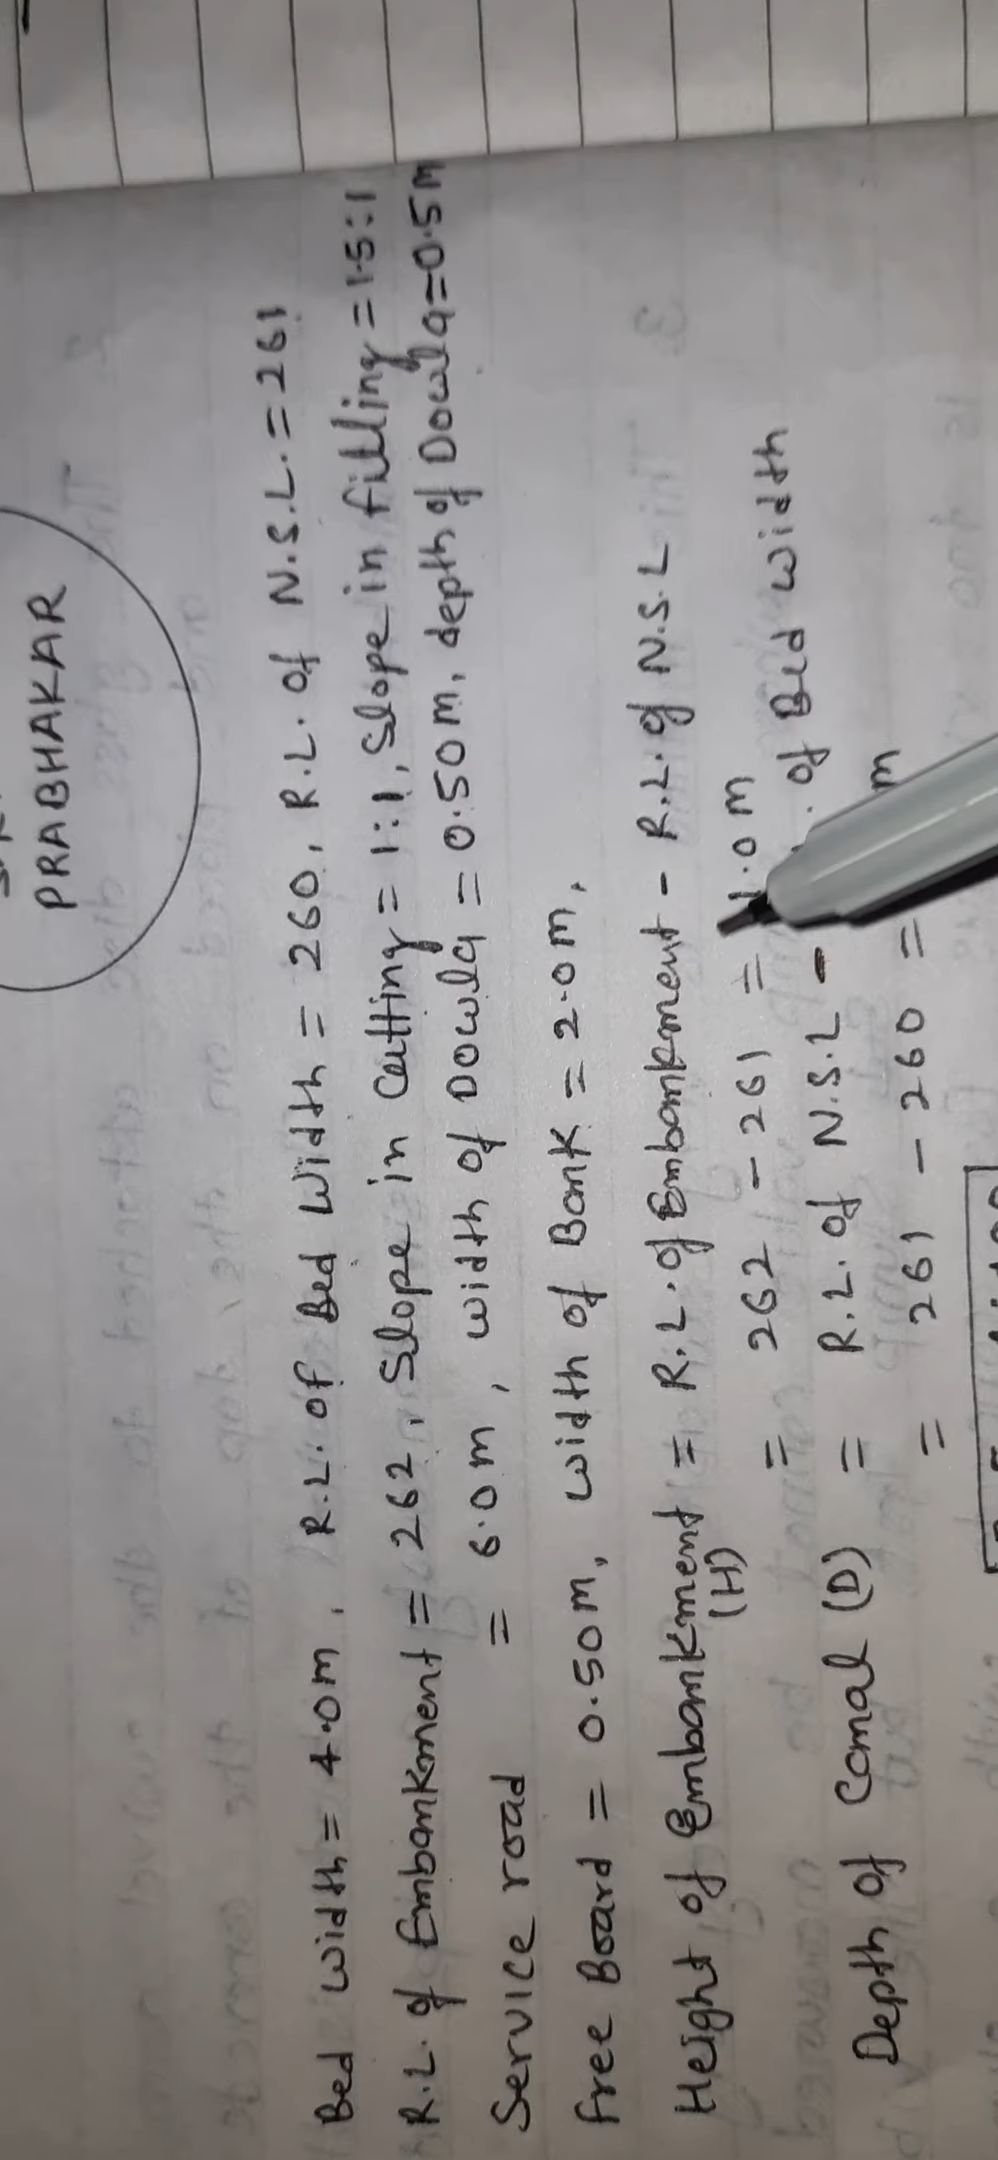 PRABHAKAR
Bed width = 4.0m, R.L. of Bed width = 260, R.L. of N.S.L. = 261
R.L. of Embankment = 262, Slope in Cutting = 1:1, Slope in filling = 1.5:1
Service road = 6.0m, width of Dowla = 0.50m, depth of Dowla = 0.5m
free Board = 0.50m, width of Bank = 2.0m,
Height of Embankment (H) = R.L. of Embankment - R.L. of N.S.L
= 262 - 261 = 1.0m
Depth of Canal (D) = R.L. of N.S.L - of Bed width
= 261 - 260 = m